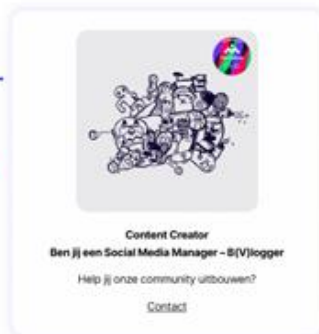 Content Creator
Ben jij een Social Media Manager – B(V)logger
Help jij onze community uitbouwen?
Contact